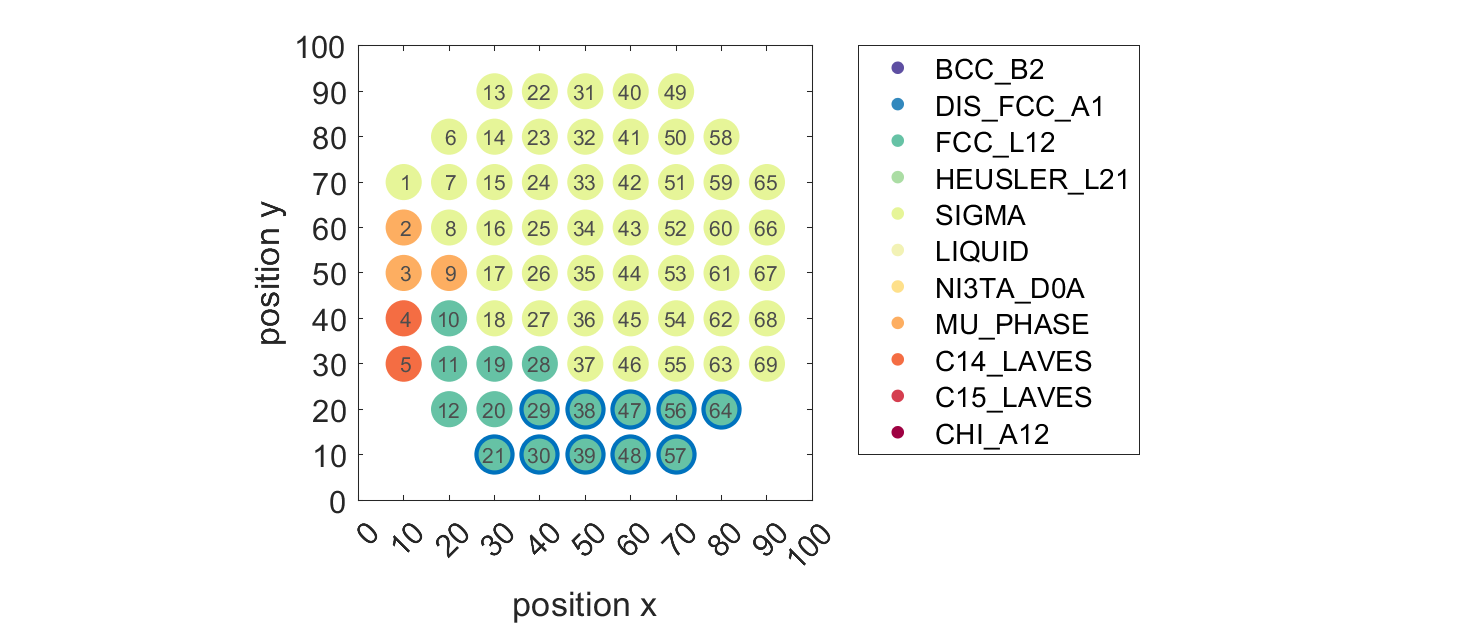 100
90
80
70
60
50
40
30
20
10
0
position y
13 22 31 40 49
6 14 23 32 41 50 58
1 7 15 24 33 42 51 59 65
2 8 16 25 34 43 52 60 66
3 9 17 26 35 44 53 61 67
4 10 18 27 36 45 54 62 68
5 11 19 28 37 46 55 63 69
12 20 29 38 47 56 64
21 30 39 48 57
0 10 20 30 40 50 60 70 80 90 100
position x
BCC_B2
DIS_FCC_A1
FCC_L12
HEUSLER_L21
SIGMA
LIQUID
NI3TA_D0A
MU_PHASE
C14_LAVES
C15_LAVES
CHI_A12